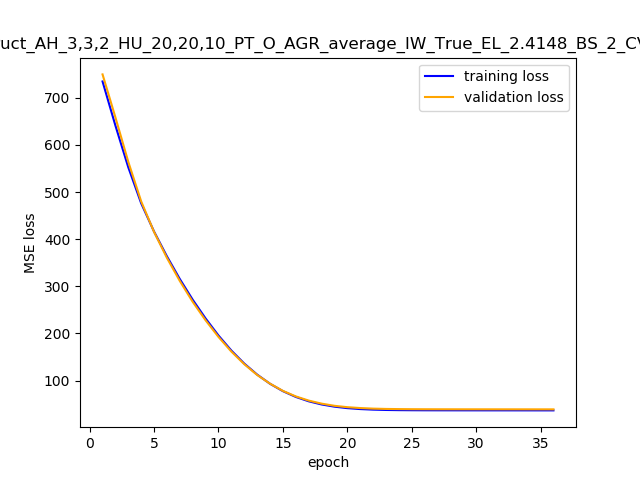 uct_AH_3,3,2_HU_20,20,10_PT_O_AGR_average_IW_True_EL_2.4148_BS_2_CV
training loss
validation loss
700
600
500
400
300
200
100
MSE loss
0 5 10 15 20 25 30 35
epoch